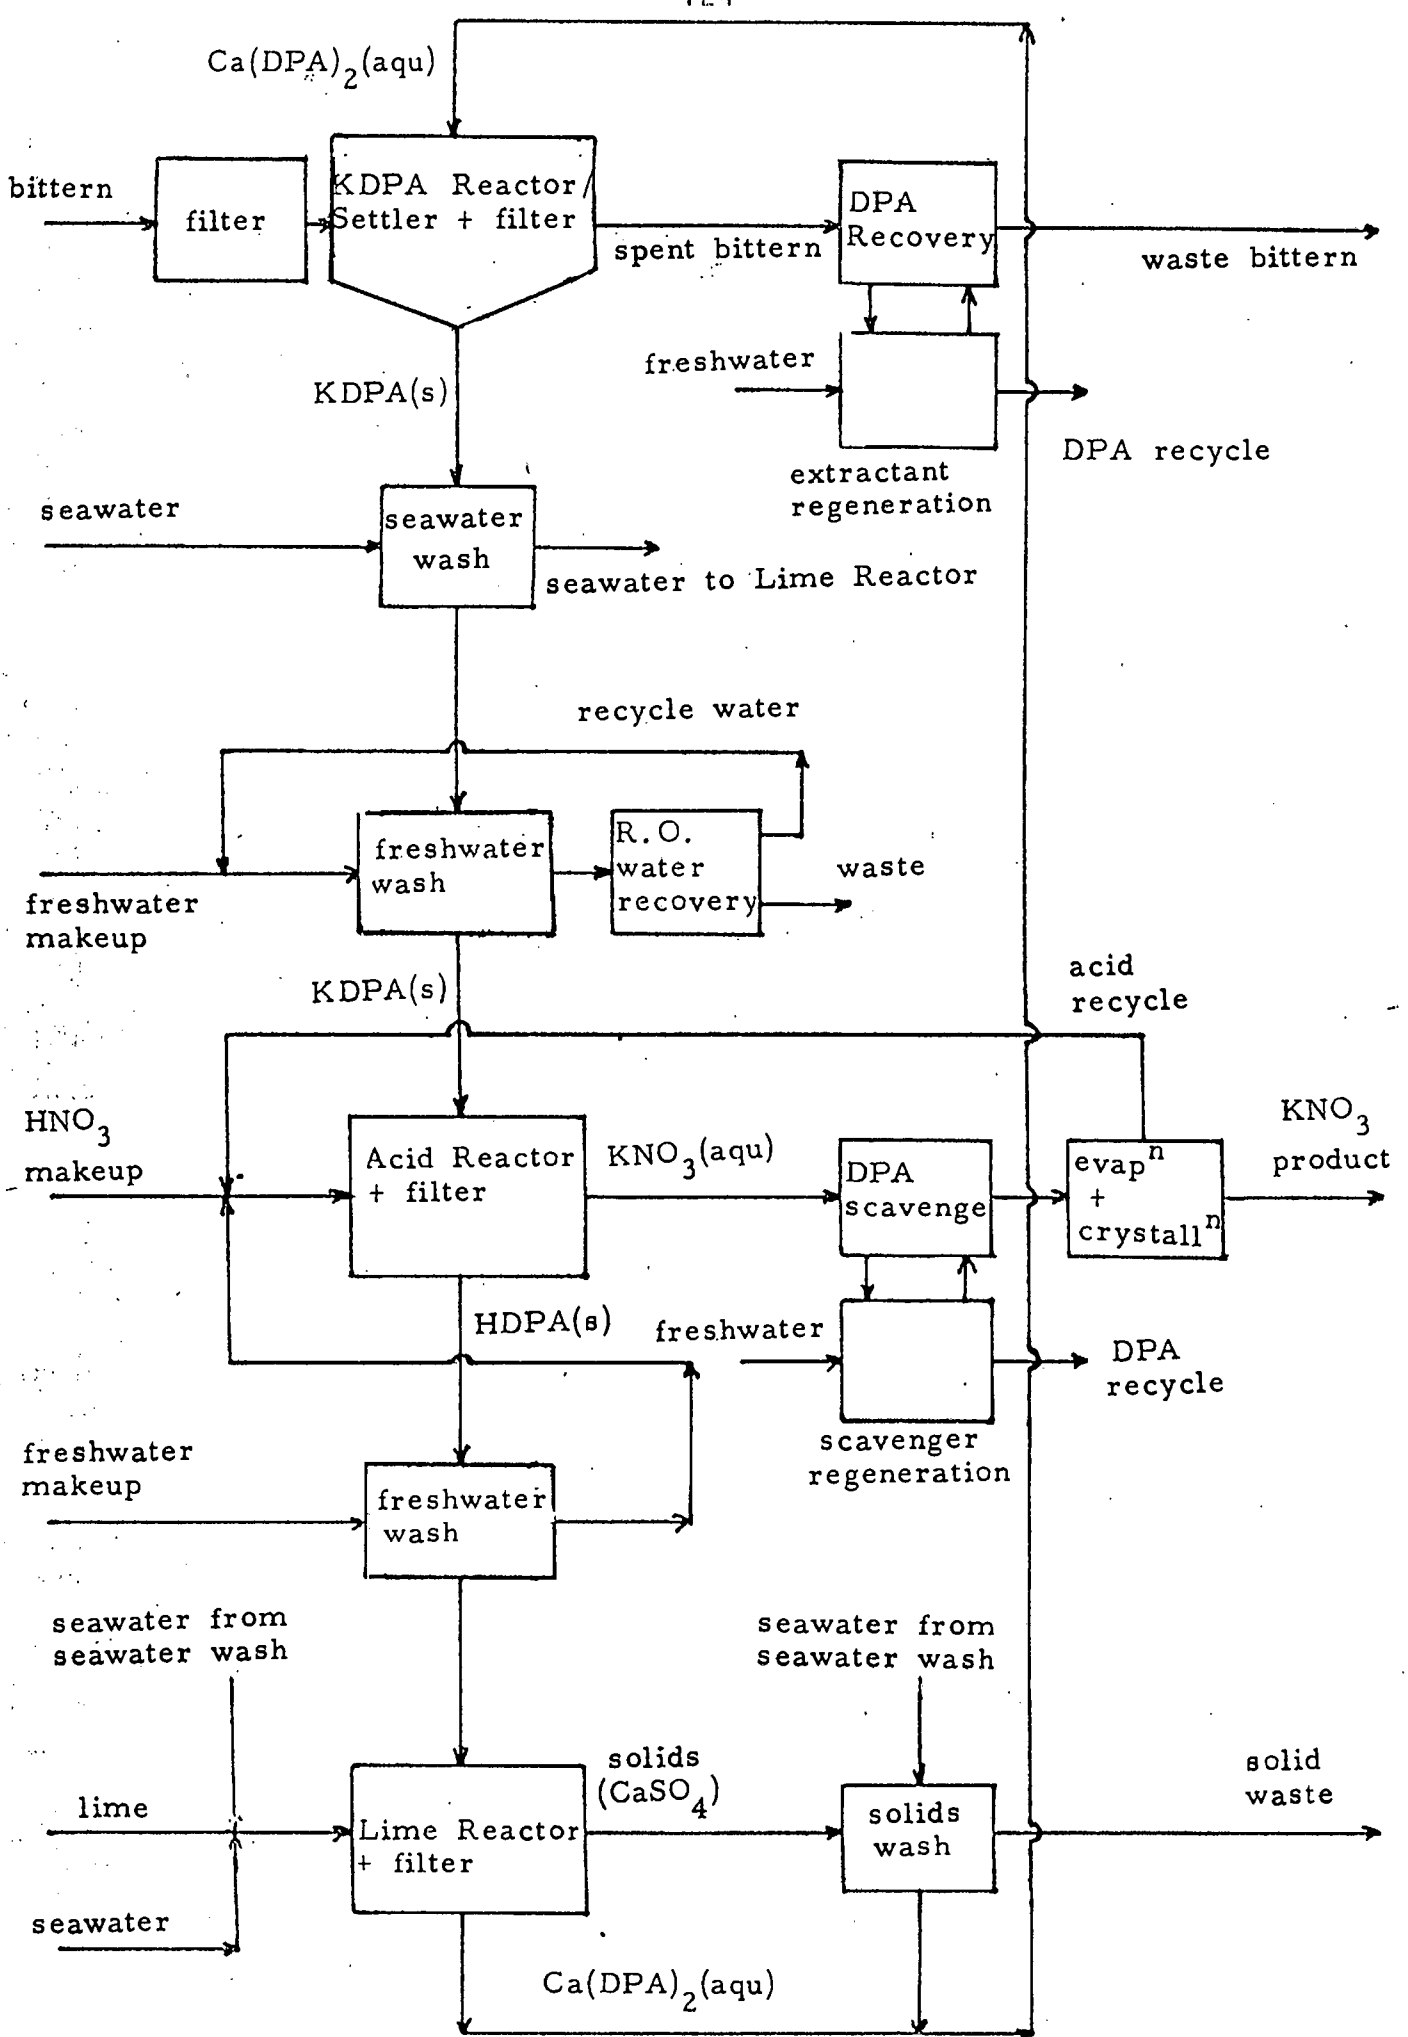 Ca(DPA)2(aqu)
bittern
filter
KDPA Reactor/
Settler + filter
spent bittern
DPA
Recovery
waste bittern
freshwater
KDPA(s)
extractant
regeneration
DPA recycle
seawater
seawater
wash
seawater to Lime Reactor
recycle water
freshwater
wash
R.O.
water
recovery
waste
freshwater
makeup
KDPA(s)
acid
recycle
HNO3
makeup
Acid Reactor
+ filter
KNO3(aqu)
DPA
scavenge
evapn
+
crystalln
KNO3
product
HDPA(s)
freshwater
DPA
recycle
scavenger
regeneration
freshwater
makeup
freshwater
wash
seawater from
seawater wash
seawater from
seawater wash
lime
Lime Reactor
+ filter
solids
(CaSO4)
solids
wash
solid
waste
seawater
Ca(DPA)2(aqu)